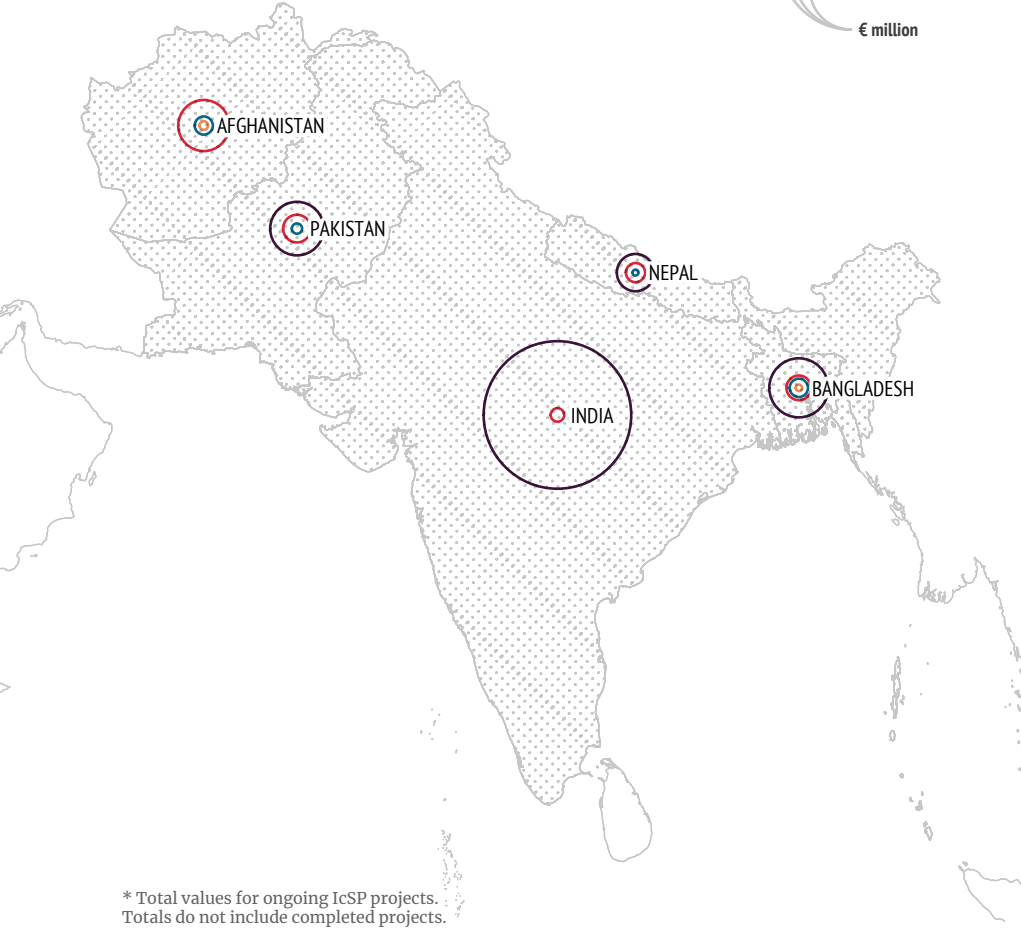 € million
AFGHANISTAN
PAKISTAN
NEPAL
BANGLADESH
INDIA
* Total values for ongoing IcSP projects.
Totals do not include completed projects.